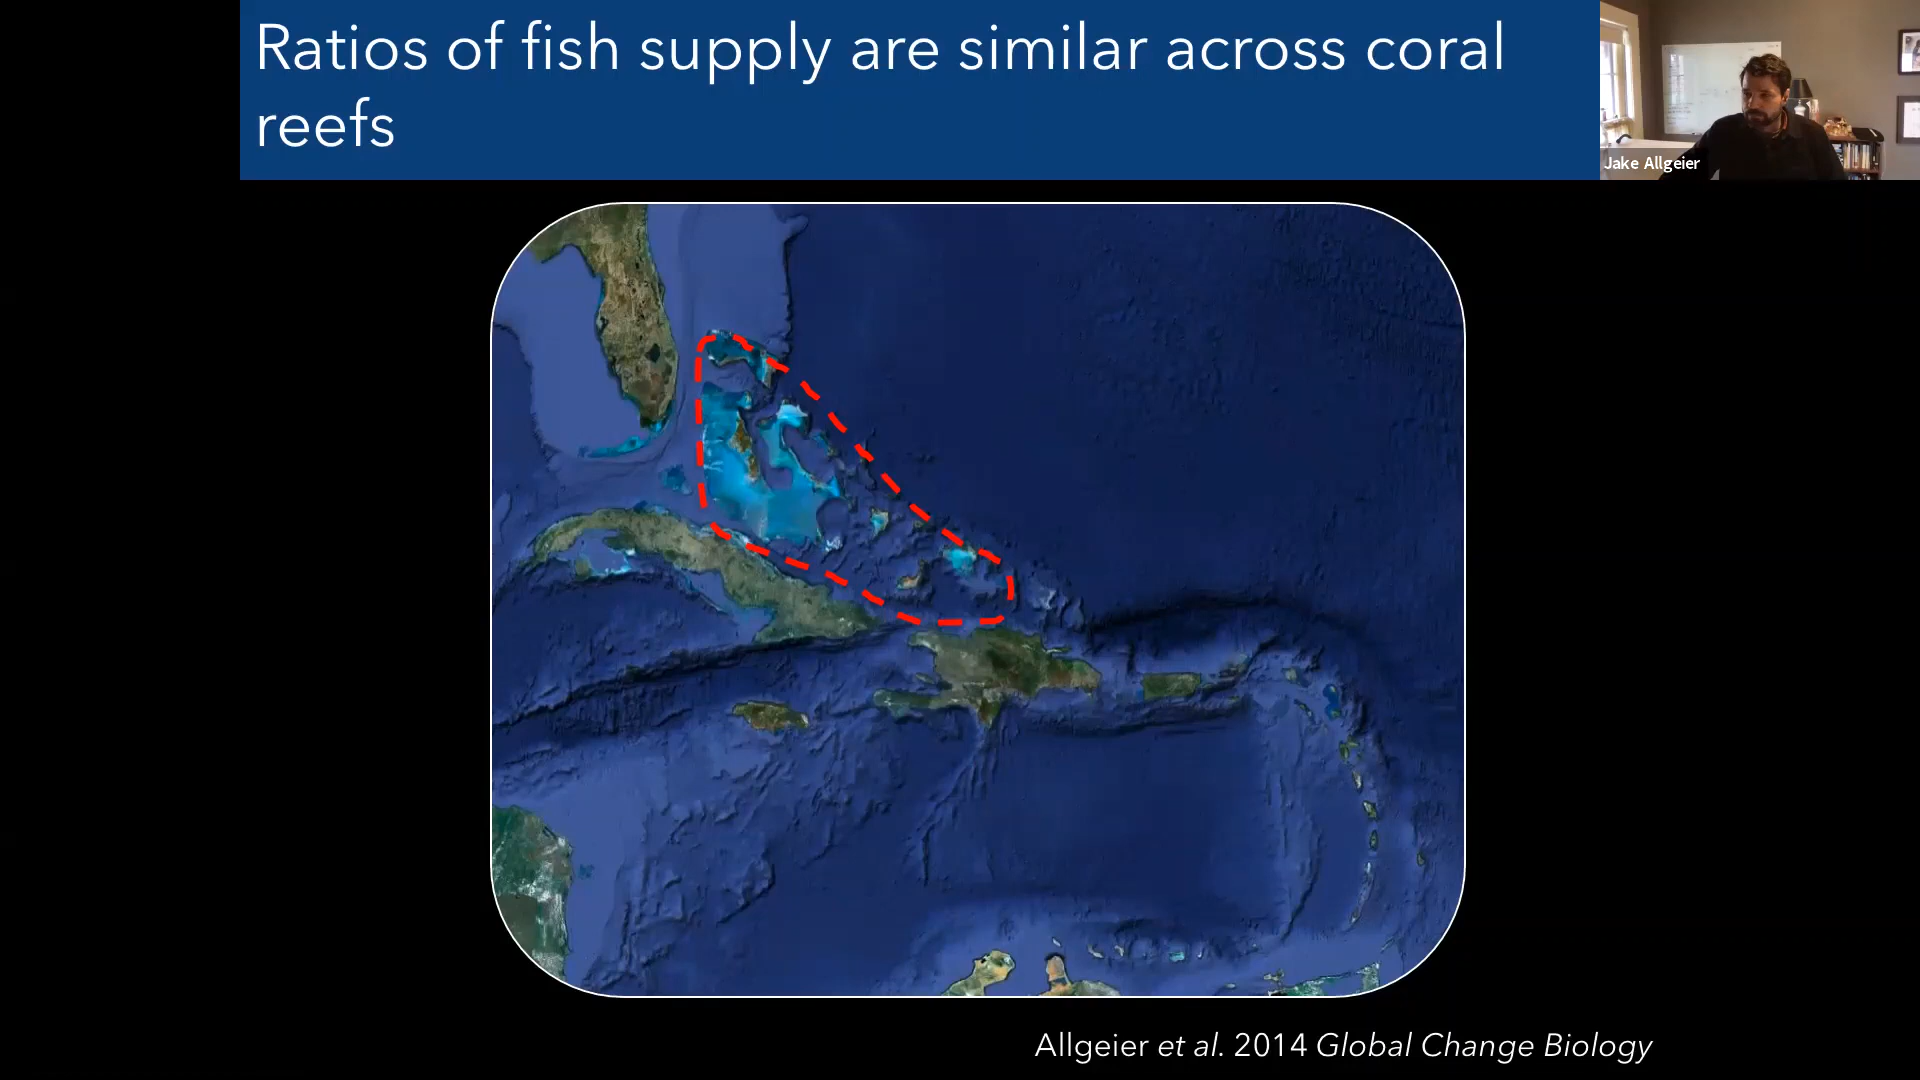 Ratios of fish supply are similar across coral
reefs
Jake Allgeier
Allgeier et al. 2014 Global Change Biology